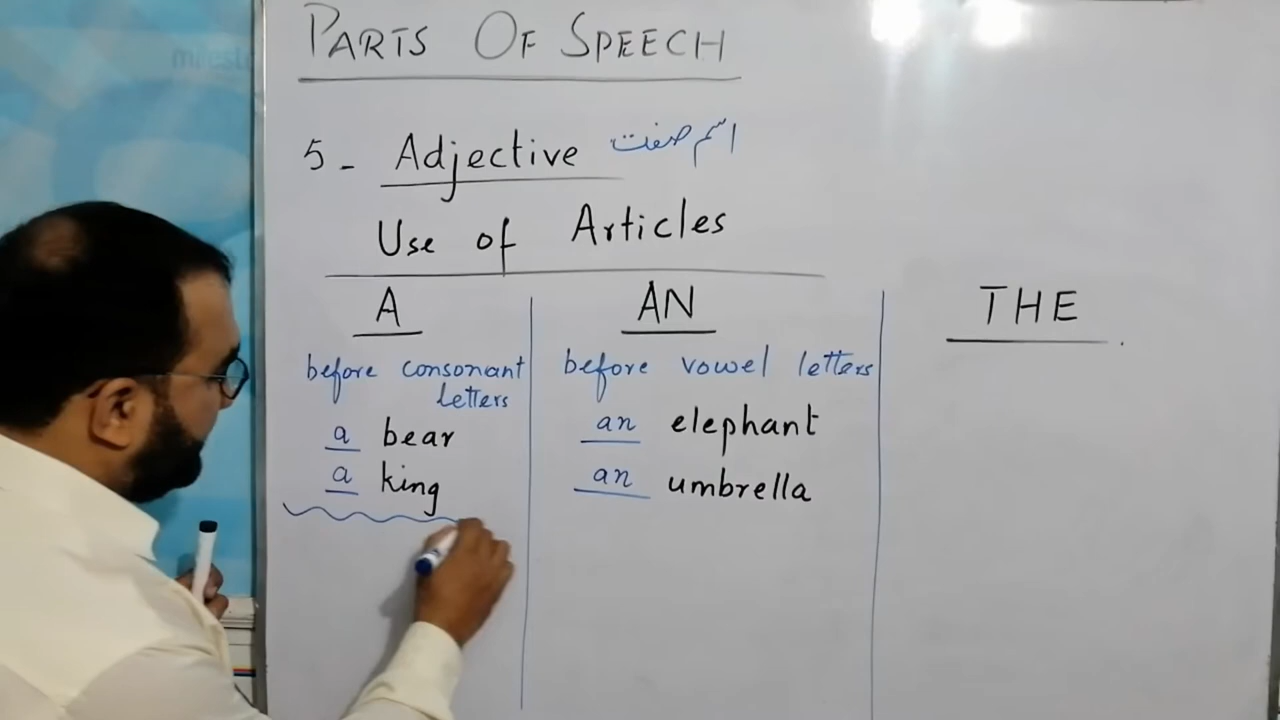 PARTS OF SPEECH
5 - Adjective اسم صفت
Use of Articles
A
before consonant
letters
a bear
a king
AN
before vowel letters
an elephant
an umbrella
THE